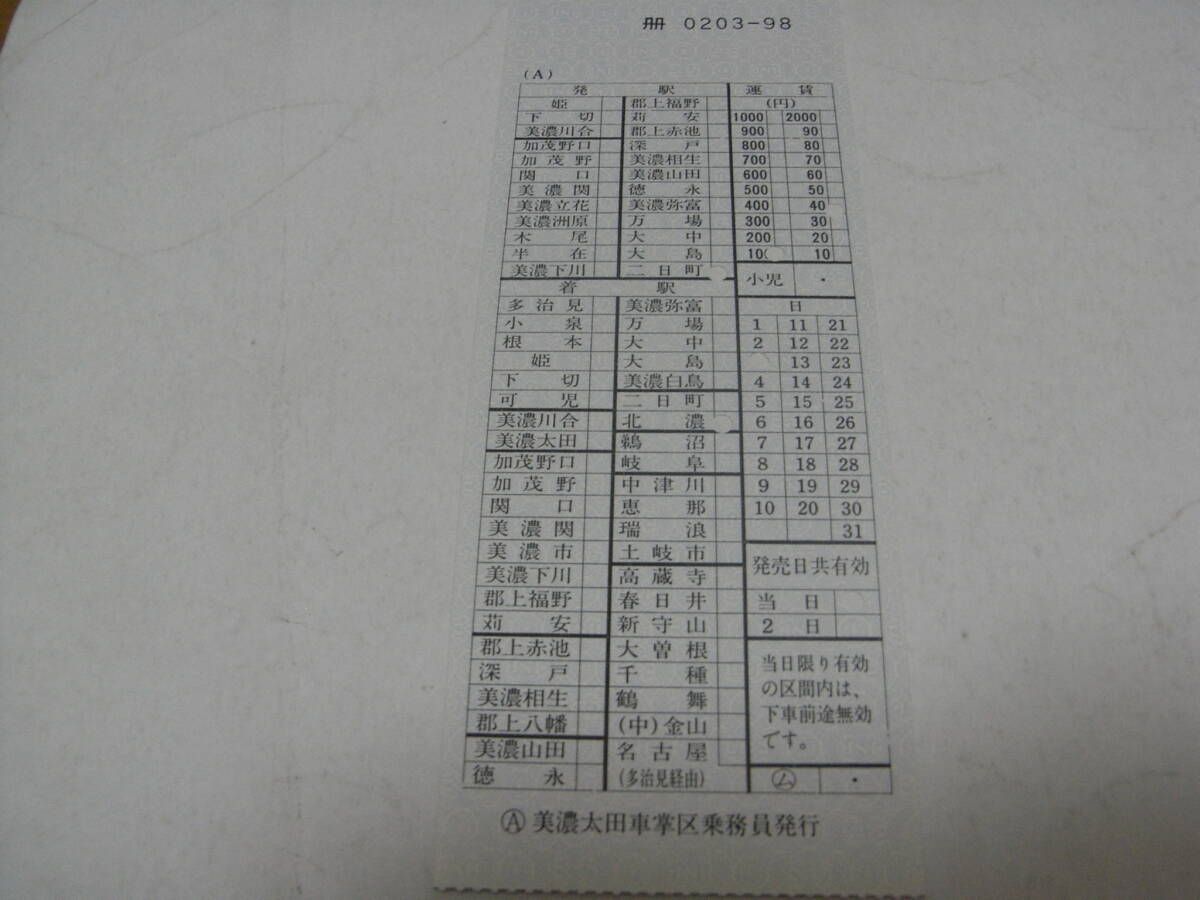 冊 0203-98
(A)
発 駅 運 賃
姫 郡上福野 (円)
下 切 苅 安 1000 2000
美濃川合 郡上赤池 900 90
加茂野口 深 戸 800 80
加 茂 野 美濃相生 700 70
関 口 美濃山田 600 60
美 濃 関 徳 永 500 50
美濃立花 美濃弥富 400 40
美濃洲原 万 場 300 30
木 尾 大 中 200 20
半 在 大 島 10 10
美濃下川 二 日 町 小児 ・
着 駅
多 治 見 美濃弥富 日
小 泉 万 場 1 11 21
根 本 大 中 2 12 22
姫 大 島 13 23
下 切 美濃白鳥 4 14 24
可 児 二 日 町 5 15 25
美濃川合 北 濃 6 16 26
美濃太田 鵜 沼 7 17 27
加茂野口 岐 阜 8 18 28
加 茂 野 中 津 川 9 19 29
関 口 恵 那 10 20 30
美 濃 関 瑞 浪 31
美 濃 市 土 岐 市 発売日共有効
美濃下川 高 蔵 寺
郡上福野 春 日 井 当 日
苅 安 新 守 山 2 日
郡上赤池 大 曽 根 当日限り有効
深 戸 千 種 の区間内は、
美濃相生 鶴 舞 下車前途無効
郡上八幡 (中)金山 です。
美濃山田 名 古 屋
徳 永 (多治見経由) ㋰ ・
Ⓐ 美濃太田車掌区乗務員発行